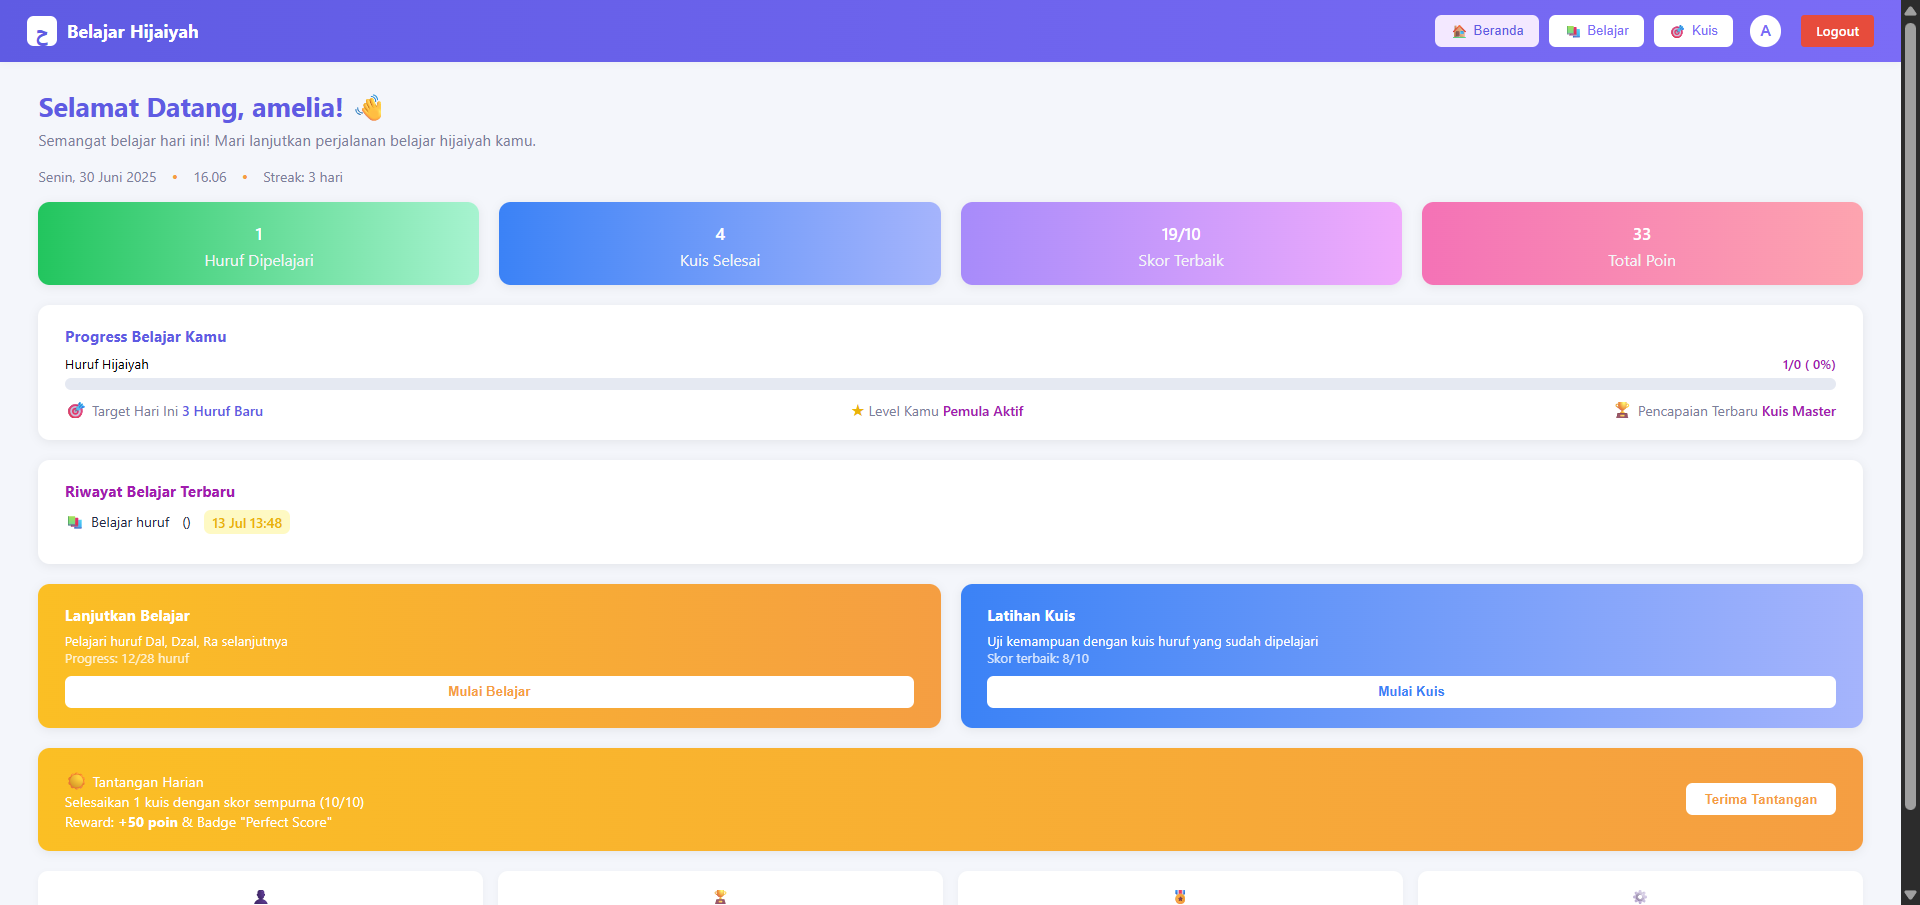 ح Belajar Hijaiyah
Beranda Belajar Kuis A Logout
Selamat Datang, amelia!
Semangat belajar hari ini! Mari lanjutkan perjalanan belajar hijaiyah kamu.
Senin, 30 Juni 2025 • 16.06 • Streak: 3 hari
1
Huruf Dipelajari
4
Kuis Selesai
19/10
Skor Terbaik
33
Total Poin
Progress Belajar Kamu
Huruf Hijaiyah 1/0 ( 0%)
Target Hari Ini 3 Huruf Baru
Level Kamu Pemula Aktif
Pencapaian Terbaru Kuis Master
Riwayat Belajar Terbaru
Belajar huruf () 13 Jul 13:48
Lanjutkan Belajar
Pelajari huruf Dal, Dzal, Ra selanjutnya
Progress: 12/28 huruf
Mulai Belajar
Latihan Kuis
Uji kemampuan dengan kuis huruf yang sudah dipelajari
Skor terbaik: 8/10
Mulai Kuis
Tantangan Harian
Selesaikan 1 kuis dengan skor sempurna (10/10)
Reward: +50 poin & Badge "Perfect Score"
Terima Tantangan